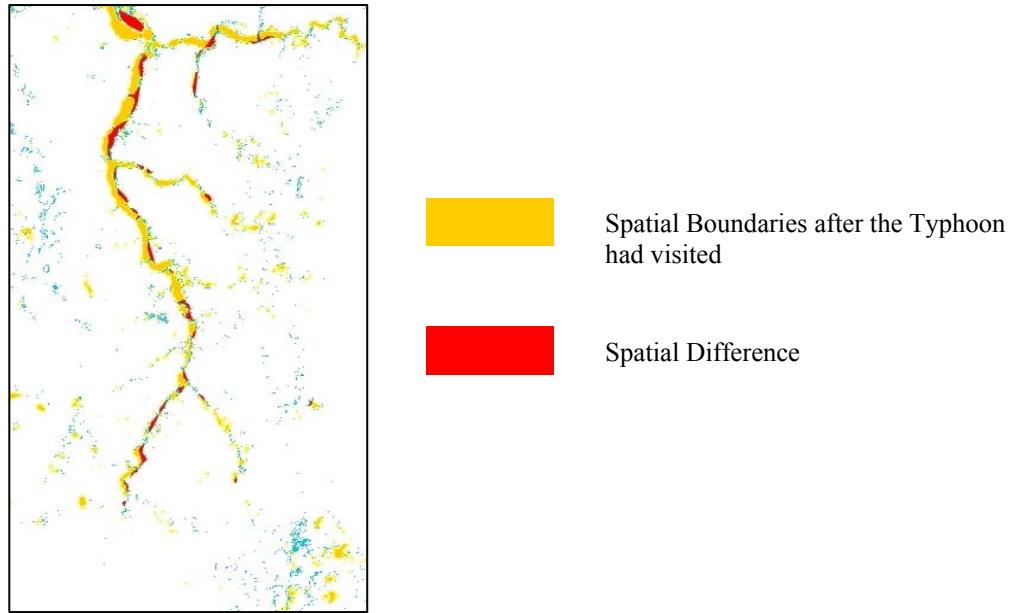 Spatial Boundaries after the Typhoon
had visited
Spatial Difference